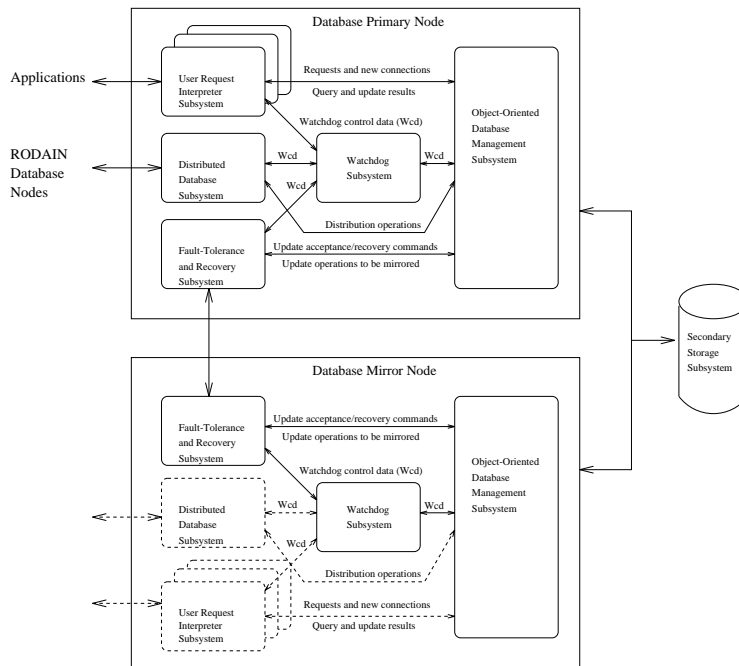 Database Primary Node
Applications
User Request
Interpreter
Subsystem
Requests and new connections
Query and update results
Watchdog control data (Wcd)
Object-Oriented
Database
Management
Subsystem
RODAIN
Database
Nodes
Distributed
Database
Subsystem
Wcd
Wcd
Watchdog
Subsystem
Wcd
Distribution operations
Fault-Tolerance
and Recovery
Subsystem
Update acceptance/recovery commands
Update operations to be mirrored
Secondary
Storage
Subsystem
Database Mirror Node
Fault-Tolerance
and Recovery
Subsystem
Update acceptance/recovery commands
Update operations to be mirrored
Watchdog control data (Wcd)
Object-Oriented
Database
Management
Subsystem
Distributed
Database
Subsystem
Wcd
Wcd
Watchdog
Subsystem
Wcd
Distribution operations
User Request
Interpreter
Subsystem
Requests and new connections
Query and update results